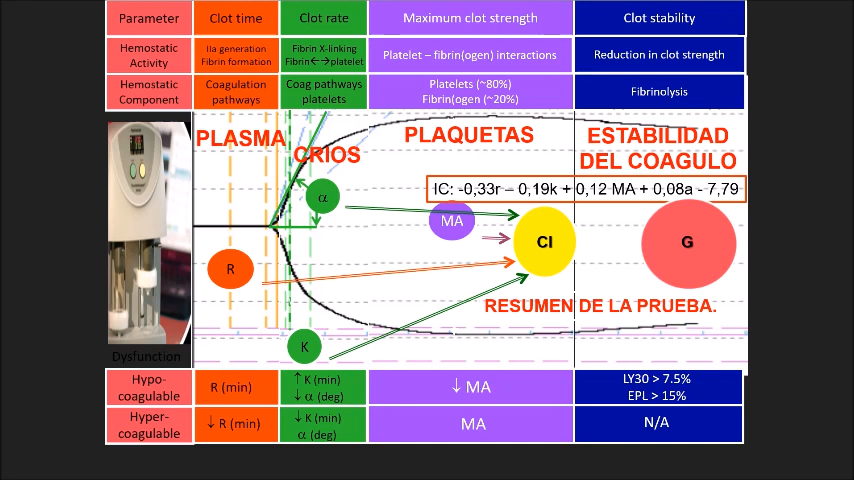 Parameter
Clot time
Clot rate
Maximum clot strength
Clot stability
Hemostatic
Activity
IIa generation
Fibrin formation
Fibrin X-linking
Fibrin←→platelet
Platelet – fibrin(ogen) interactions
Reduction in clot strength
Hemostatic
Component
Coagulation
pathways
Coag pathways
platelets
Platelets (~80%)
Fibrin(ogen (~20%)
Fibrinolysis
PLASMA
CRIOS
PLAQUETAS
ESTABILIDAD
DEL COAGULO
IC: -0,33r – 0,19k + 0,12 MA + 0,08a - 7,79
α
MA
CI
G
R
RESUMEN DE LA PRUEBA.
K
Dysfunction
Hypo-
coagulable
R (min)
↑ K (min)
↓ α (deg)
↓ MA
LY30 > 7.5%
EPL > 15%
Hyper-
coagulable
↓ R (min)
↓ K (min)
α (deg)
MA
N/A